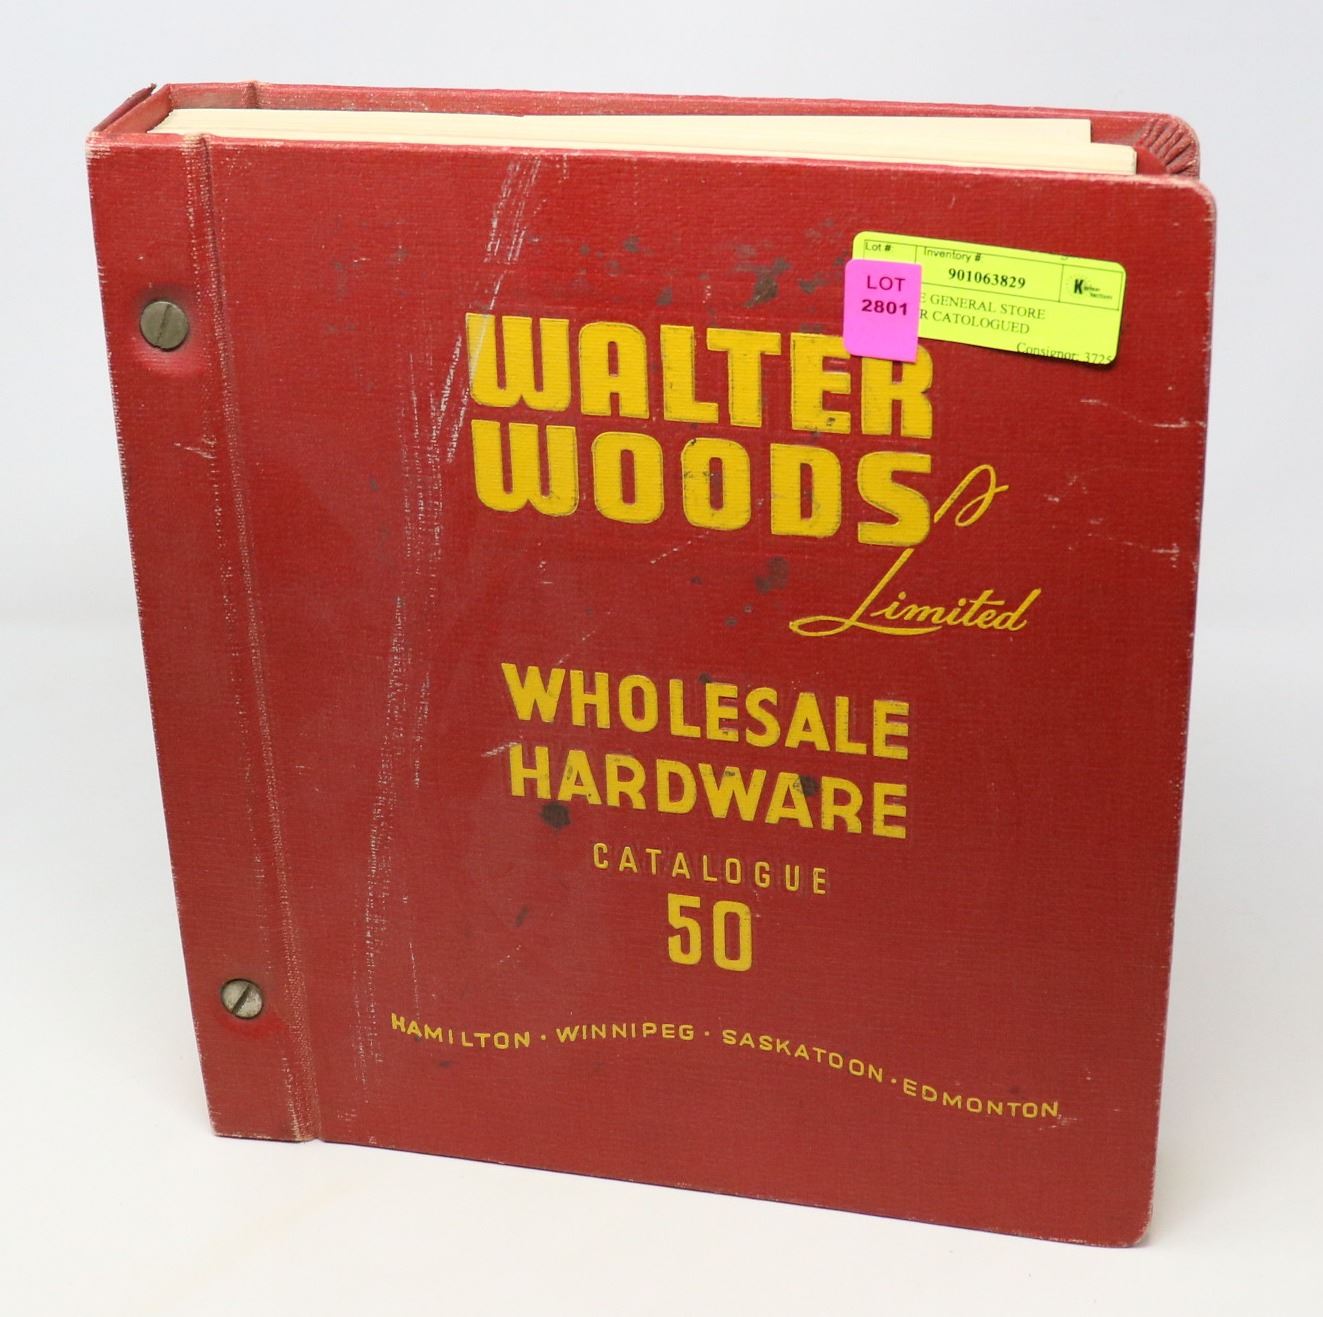 Lot #:
Inventory #:
901063829
LOT
2801
E GENERAL STORE
R CATOLOGUED
Consignor: 3725
WALTER
WOODS
Limited
WHOLESALE
HARDWARE
CATALOGUE
50
HAMILTON · WINNIPEG · SASKATOON · EDMONTON